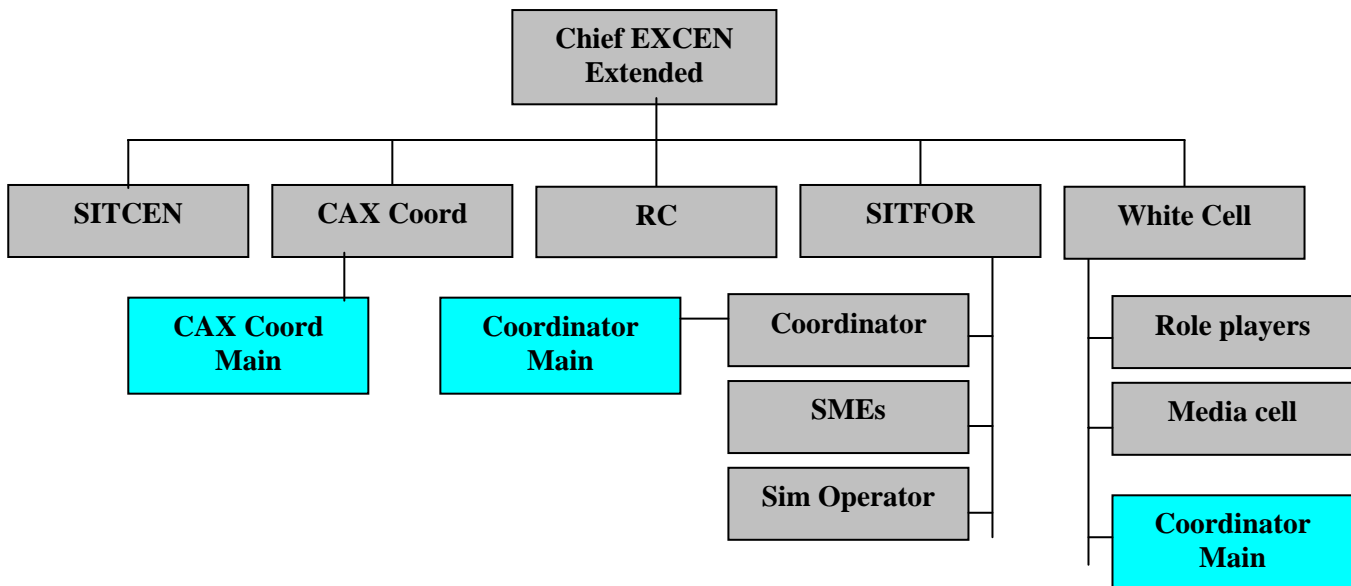 Chief EXCEN
Extended
SITCEN
CAX Coord
RC
SITFOR
White Cell
CAX Coord
Main
Coordinator
Main
Coordinator
SMEs
Sim Operator
Role players
Media cell
Coordinator
Main